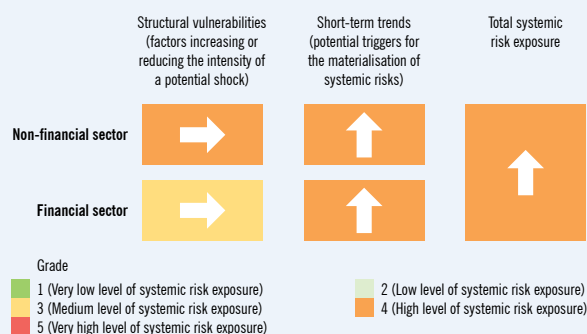 Structural vulnerabilities
(factors increasing or
reducing the intensity of
a potential shock)
Short-term trends
(potential triggers for
the materialisation of
systemic risks)
Total systemic
risk exposure
Non-financial sector
Financial sector
Grade
1 (Very low level of systemic risk exposure)
2 (Low level of systemic risk exposure)
3 (Medium level of systemic risk exposure)
4 (High level of systemic risk exposure)
5 (Very high level of systemic risk exposure)